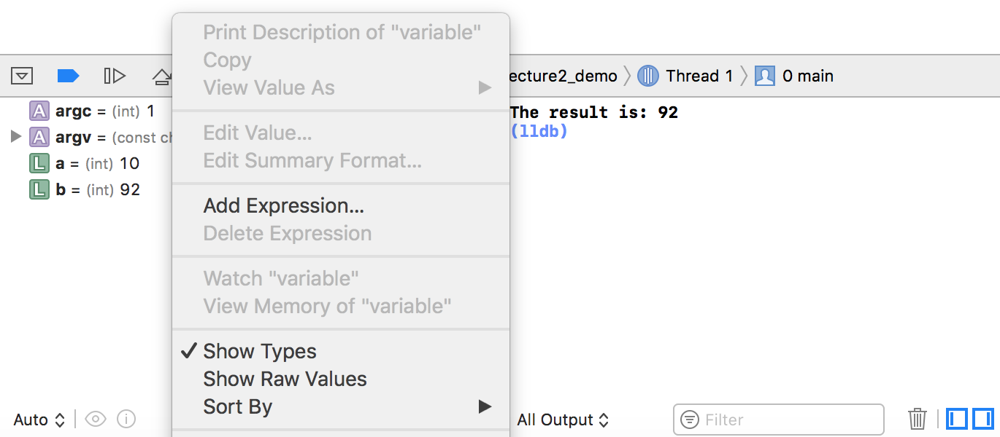 Print Description of "variable"
Copy
View Value As
Edit Value...
Edit Summary Format...
Add Expression...
Delete Expression
Watch "variable"
View Memory of "variable"
Show Types
Show Raw Values
Sort By
ecture2_demo Thread 1 0 main
A argc = (int) 1
A argv = (const ch
L a = (int) 10
L b = (int) 92
The result is: 92
(lldb)
Auto
All Output
Filter